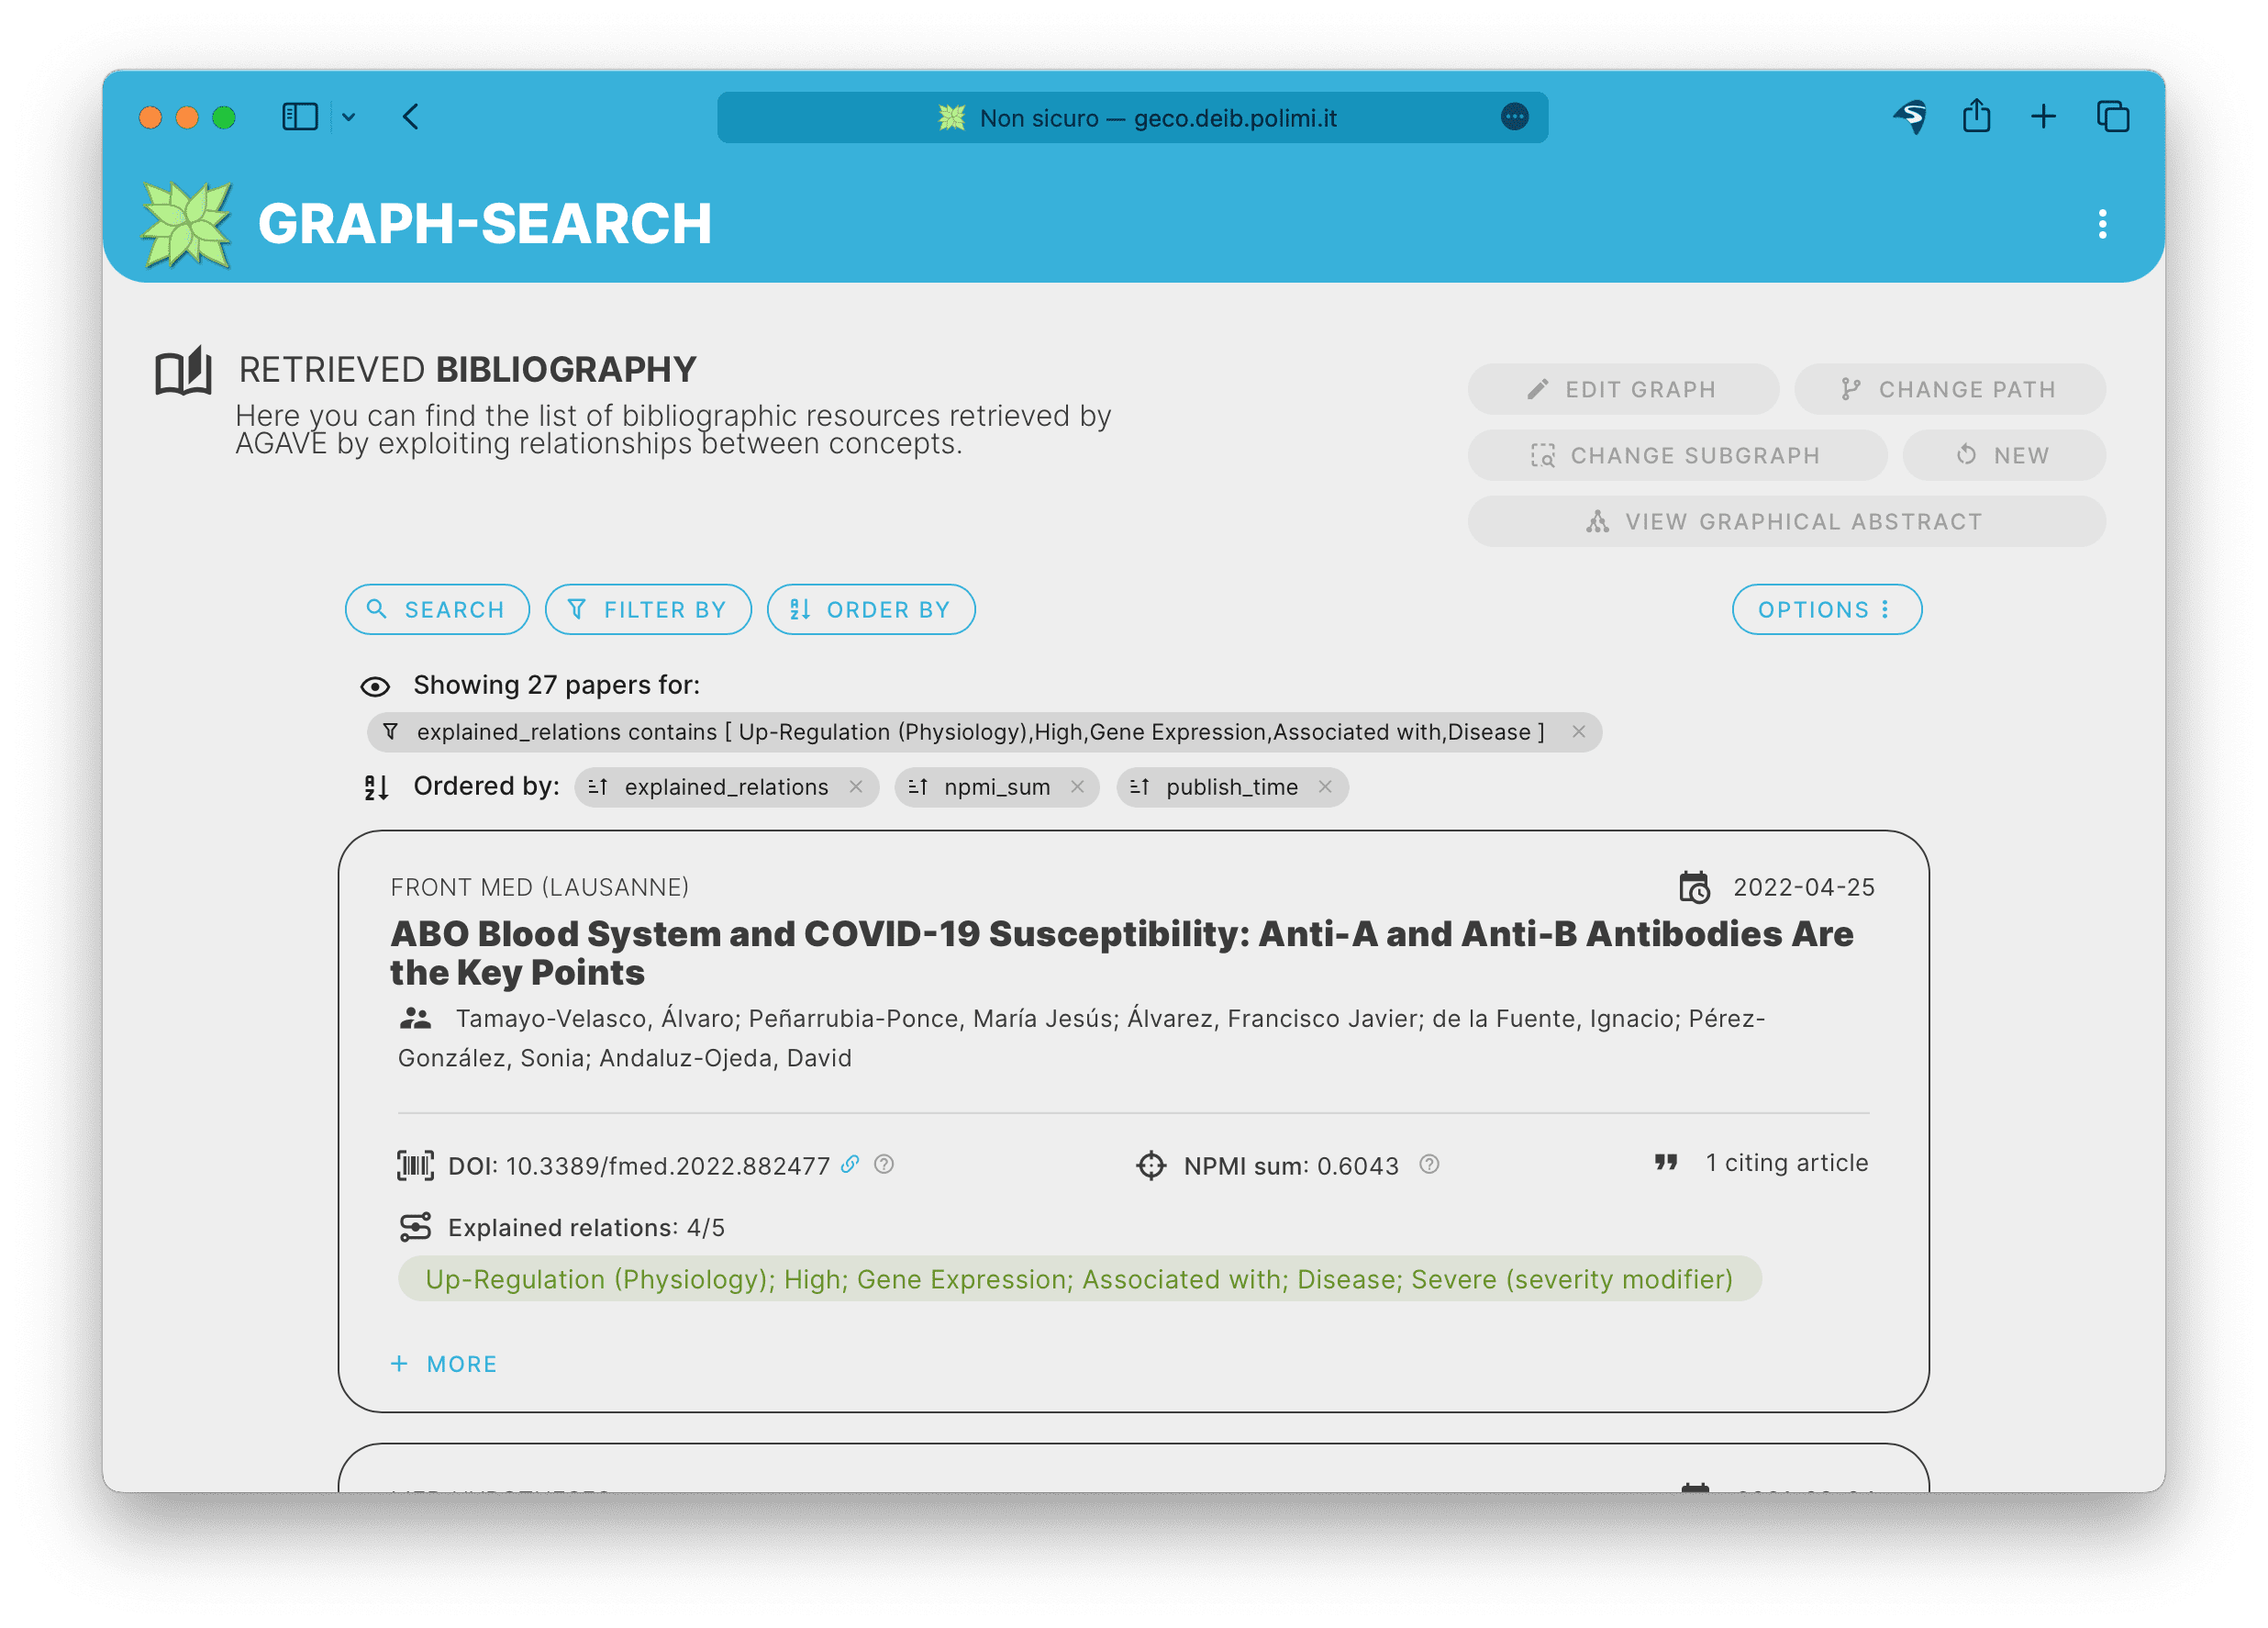 Non sicuro — geco.deib.polimi.it
GRAPH-SEARCH
RETRIEVED BIBLIOGRAPHY
Here you can find the list of bibliographic resources retrieved by
AGAVE by exploiting relationships between concepts.
EDIT GRAPH
CHANGE PATH
CHANGE SUBGRAPH
NEW
VIEW GRAPHICAL ABSTRACT
SEARCH
FILTER BY
ORDER BY
OPTIONS
Showing 27 papers for:
explained_relations contains [ Up-Regulation (Physiology),High,Gene Expression,Associated with,Disease ]
Ordered by:
explained_relations
npmi_sum
publish_time
FRONT MED (LAUSANNE)
2022-04-25
ABO Blood System and COVID-19 Susceptibility: Anti-A and Anti-B Antibodies Are
the Key Points
Tamayo-Velasco, Álvaro; Peñarrubia-Ponce, María Jesús; Álvarez, Francisco Javier; de la Fuente, Ignacio; Pérez-
González, Sonia; Andaluz-Ojeda, David
DOI: 10.3389/fmed.2022.882477
NPMI sum: 0.6043
1 citing article
Explained relations: 4/5
Up-Regulation (Physiology); High; Gene Expression; Associated with; Disease; Severe (severity modifier)
+ MORE